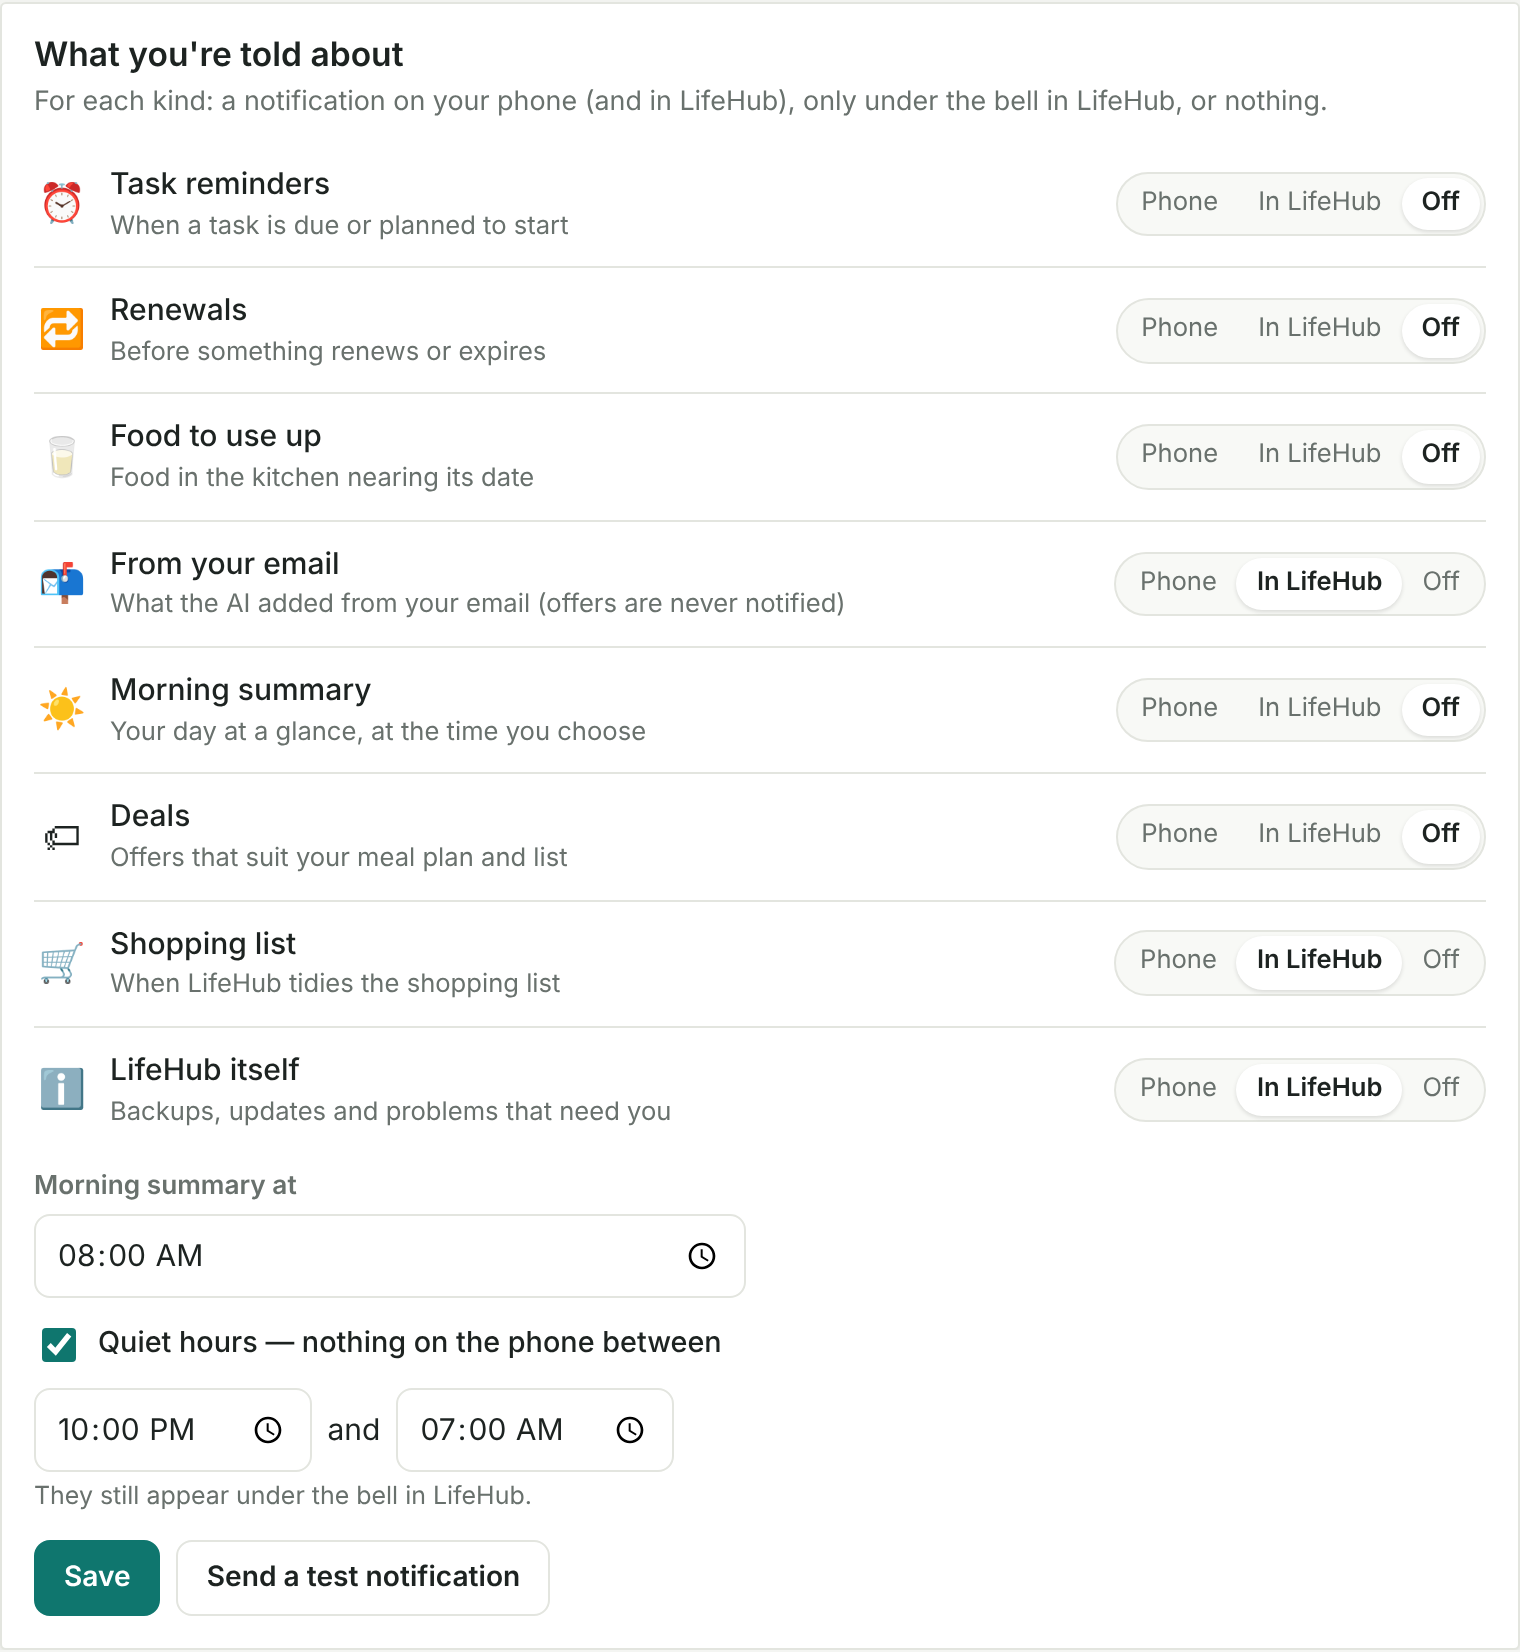 What you're told about
For each kind: a notification on your phone (and in LifeHub), only under the bell in LifeHub, or nothing.
Task reminders
When a task is due or planned to start
Phone In LifeHub Off
Renewals
Before something renews or expires
Phone In LifeHub Off
Food to use up
Food in the kitchen nearing its date
Phone In LifeHub Off
From your email
What the AI added from your email (offers are never notified)
Phone In LifeHub Off
Morning summary
Your day at a glance, at the time you choose
Phone In LifeHub Off
Deals
Offers that suit your meal plan and list
Phone In LifeHub Off
Shopping list
When LifeHub tidies the shopping list
Phone In LifeHub Off
LifeHub itself
Backups, updates and problems that need you
Phone In LifeHub Off
Morning summary at
08:00 AM
Quiet hours — nothing on the phone between
10:00 PM and 07:00 AM
They still appear under the bell in LifeHub.
Save Send a test notification